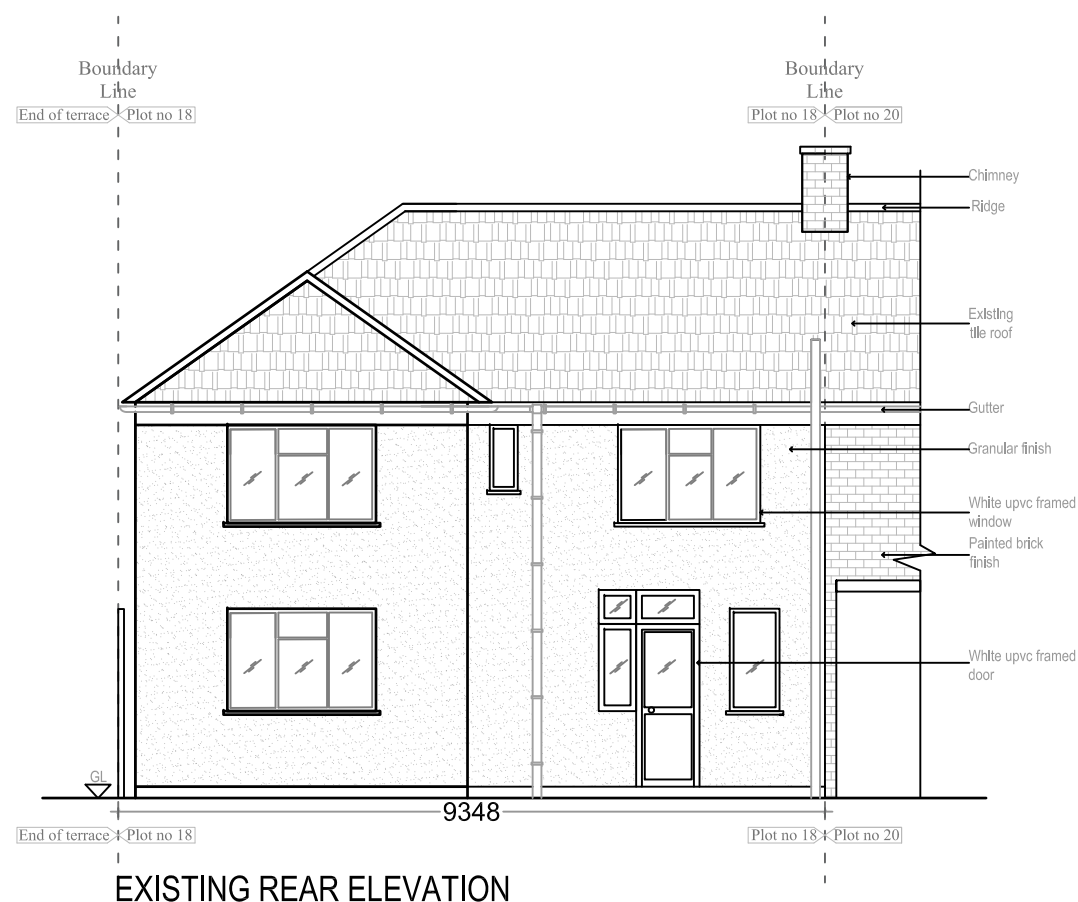 Boundary
Line
End of terrace Plot no 18
Boundary
Line
Plot no 18 Plot no 20
Chimney
Ridge
Existing
tile roof
Gutter
Granular finish
White upvc framed
window
Painted brick
finish
White upvc framed
door
GL
9348
End of terrace Plot no 18
Plot no 18 Plot no 20
EXISTING REAR ELEVATION